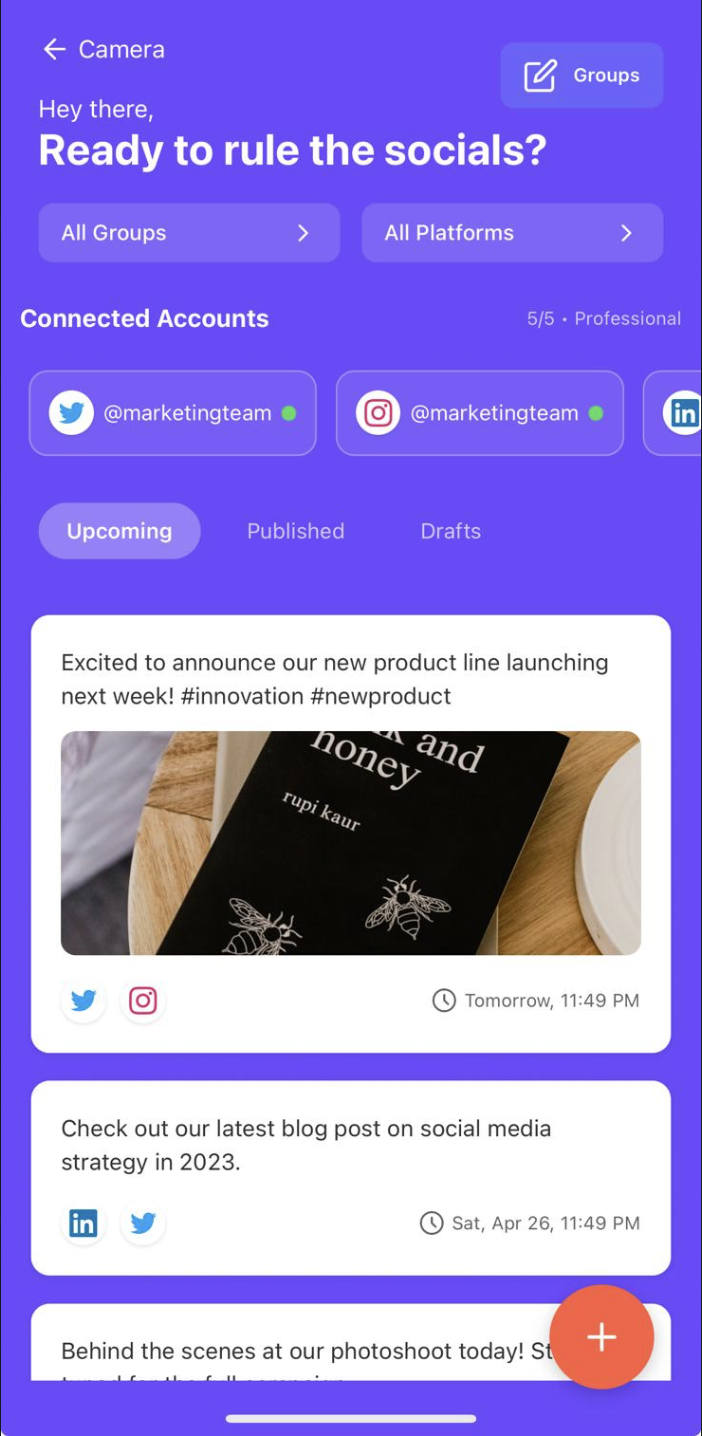 Camera
Groups
Hey there,
Ready to rule the socials?
All Groups
All Platforms
Connected Accounts
5/5 • Professional
@marketingteam
@marketingteam
in
Upcoming
Published
Drafts
Excited to announce our new product line launching
next week! #innovation #newproduct
and
honey
rupi kaur
Tomorrow, 11:49 PM
Check out our latest blog post on social media
strategy in 2023.
in
Sat, Apr 26, 11:49 PM
Behind the scenes at our photoshoot today! St